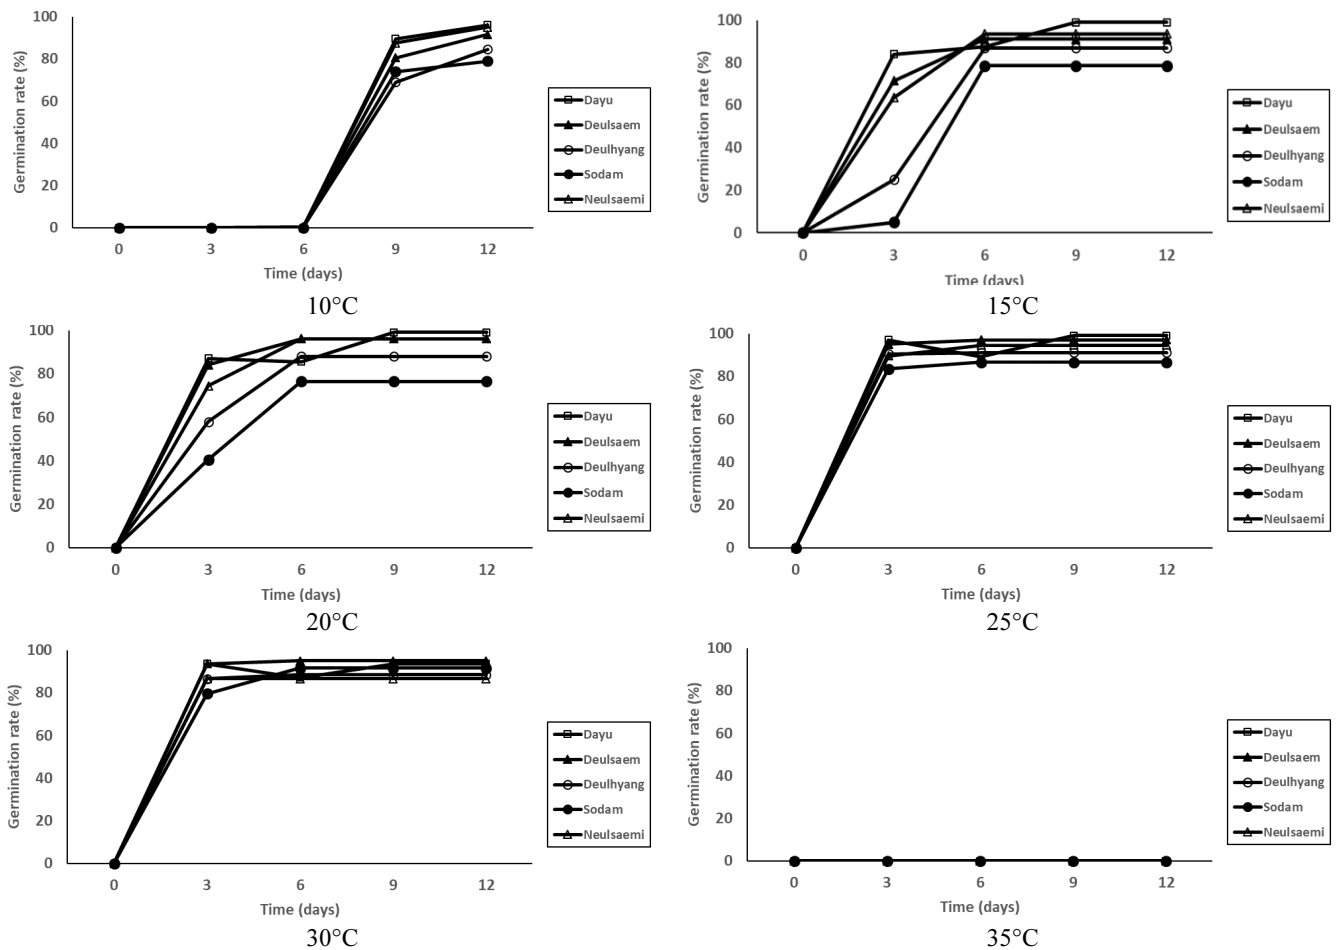 Germination rate (%)
100
80
60
40
20
0
0 3 6 9 12
Time (days)
Dayu
Deulsaem
Deulhyang
Sodam
Neulsaemi
10°C
Germination rate (%)
100
80
60
40
20
0
0 3 6 9 12
Time (days)
Dayu
Deulsaem
Deulhyang
Sodam
Neulsaemi
15°C
Germination rate (%)
100
80
60
40
20
0
0 3 6 9 12
Time (days)
Dayu
Deulsaem
Deulhyang
Sodam
Neulsaemi
20°C
Germination rate (%)
100
80
60
40
20
0
0 3 6 9 12
Time (days)
Dayu
Deulsaem
Deulhyang
Sodam
Neulsaemi
25°C
Germination rate (%)
100
80
60
40
20
0
0 3 6 9 12
Time (days)
Dayu
Deulsaem
Deulhyang
Sodam
Neulsaemi
30°C
Germination rate (%)
100
80
60
40
20
0
0 3 6 9 12
Time (days)
Dayu
Deulsaem
Deulhyang
Sodam
Neulsaemi
35°C